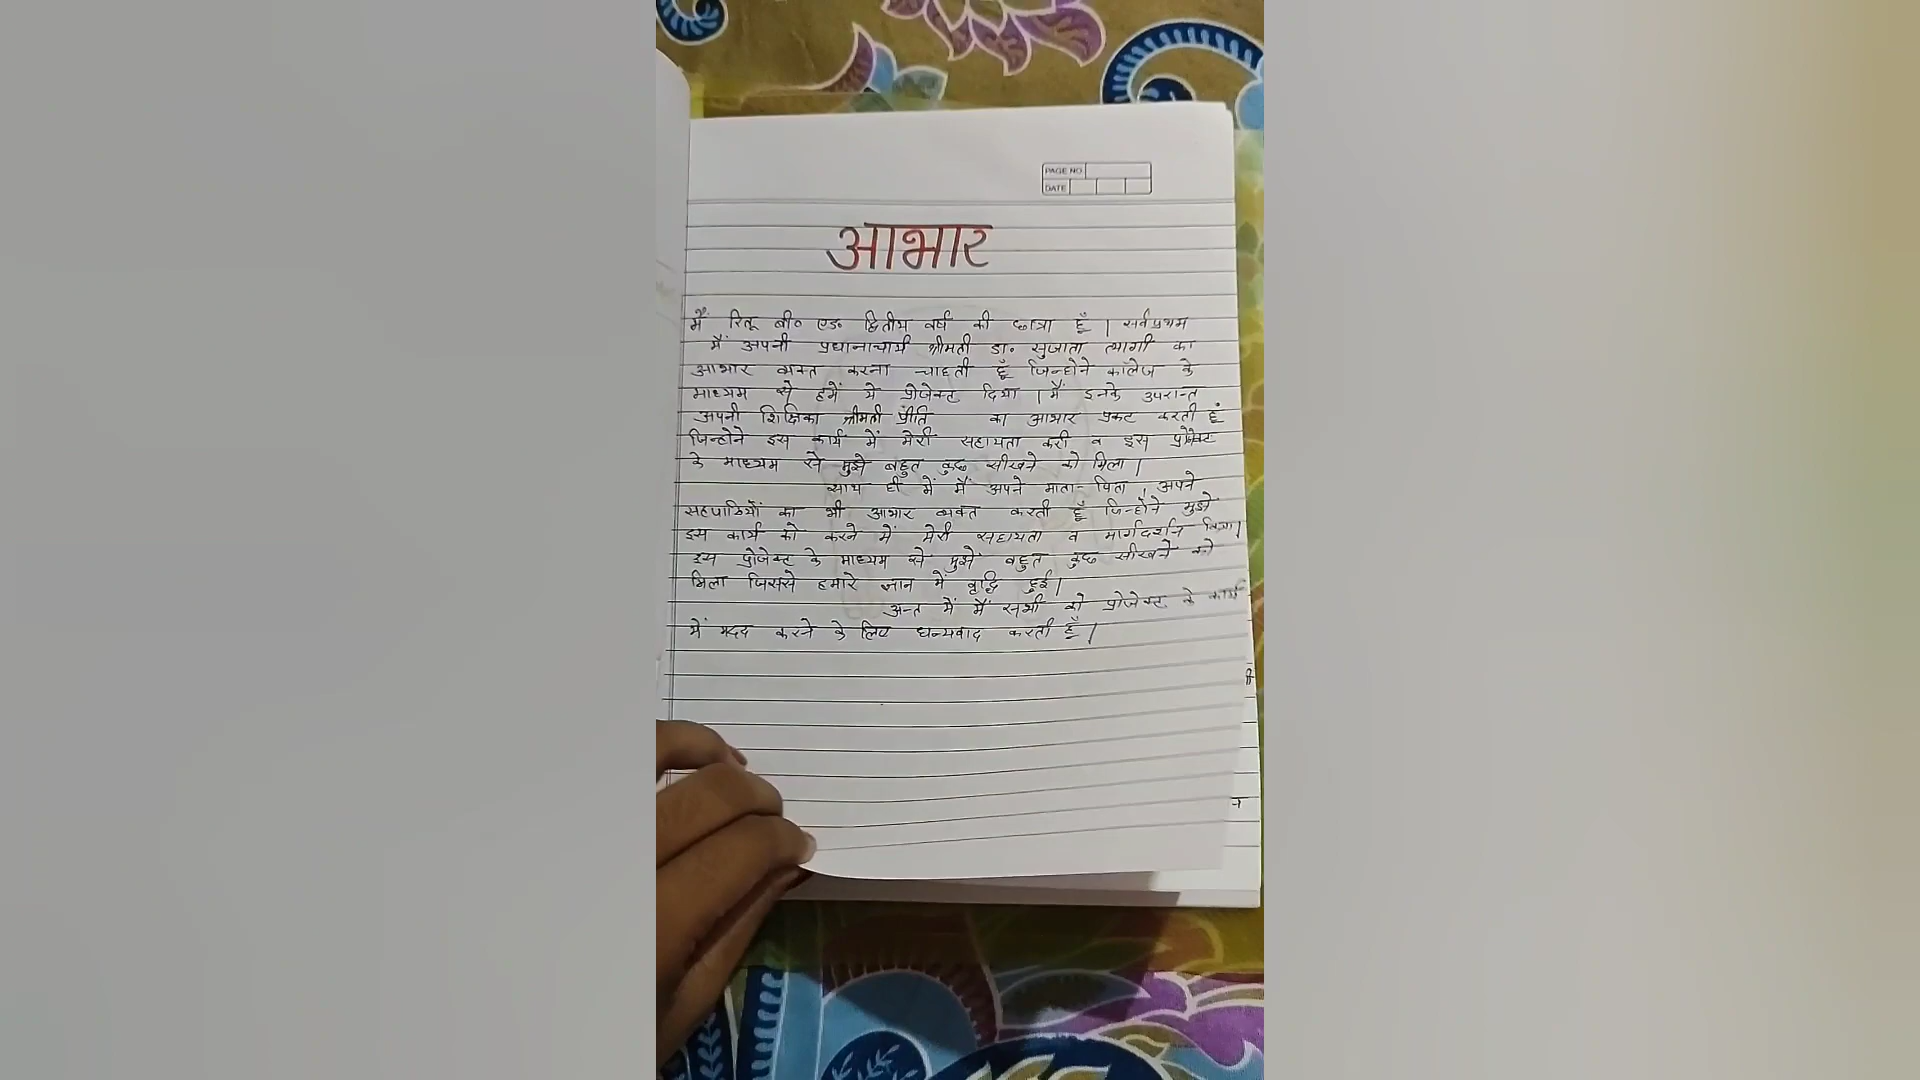 PAGE NO
DATE
आभार
मैं रितू बी० एड० द्वितीय वर्ष की छात्रा हूँ | सर्वप्रथम
मैं अपनी प्रधानाचार्य श्रीमती डा० सुजाता त्यागी का
आभार व्यक्त करना चाहती हूँ जिन्होने कॉलेज के
माध्यम से हमें ये प्रोजेक्ट दिया | मैं इनके उपरान्त
अपनी शिक्षिका श्रीमती प्रीति का आभार प्रकट करती हूं
जिन्होने इस कार्य में मेरी सहायता करी व इस प्रोजेक्ट
के माध्यम से मुझे बहुत कुछ सीखने को मिला |
साथ ही में मैं अपने माता- पिता , अपने
सहपाठियों का भी आभार व्यक्त करती हूँ जिन्होंने मुझे
इस कार्य को करने में मेरी सहायता व मार्गदर्शन किया |
इस प्रोजेक्ट के माध्यम से मुझे बहुत कुछ सीखने को
मिला जिससे हमारे ज्ञान में वृद्धि हुई |
अन्त में मैं सभी को प्रोजेक्ट के कार्य
में मदद करने के लिए धन्यवाद करती हूँ |